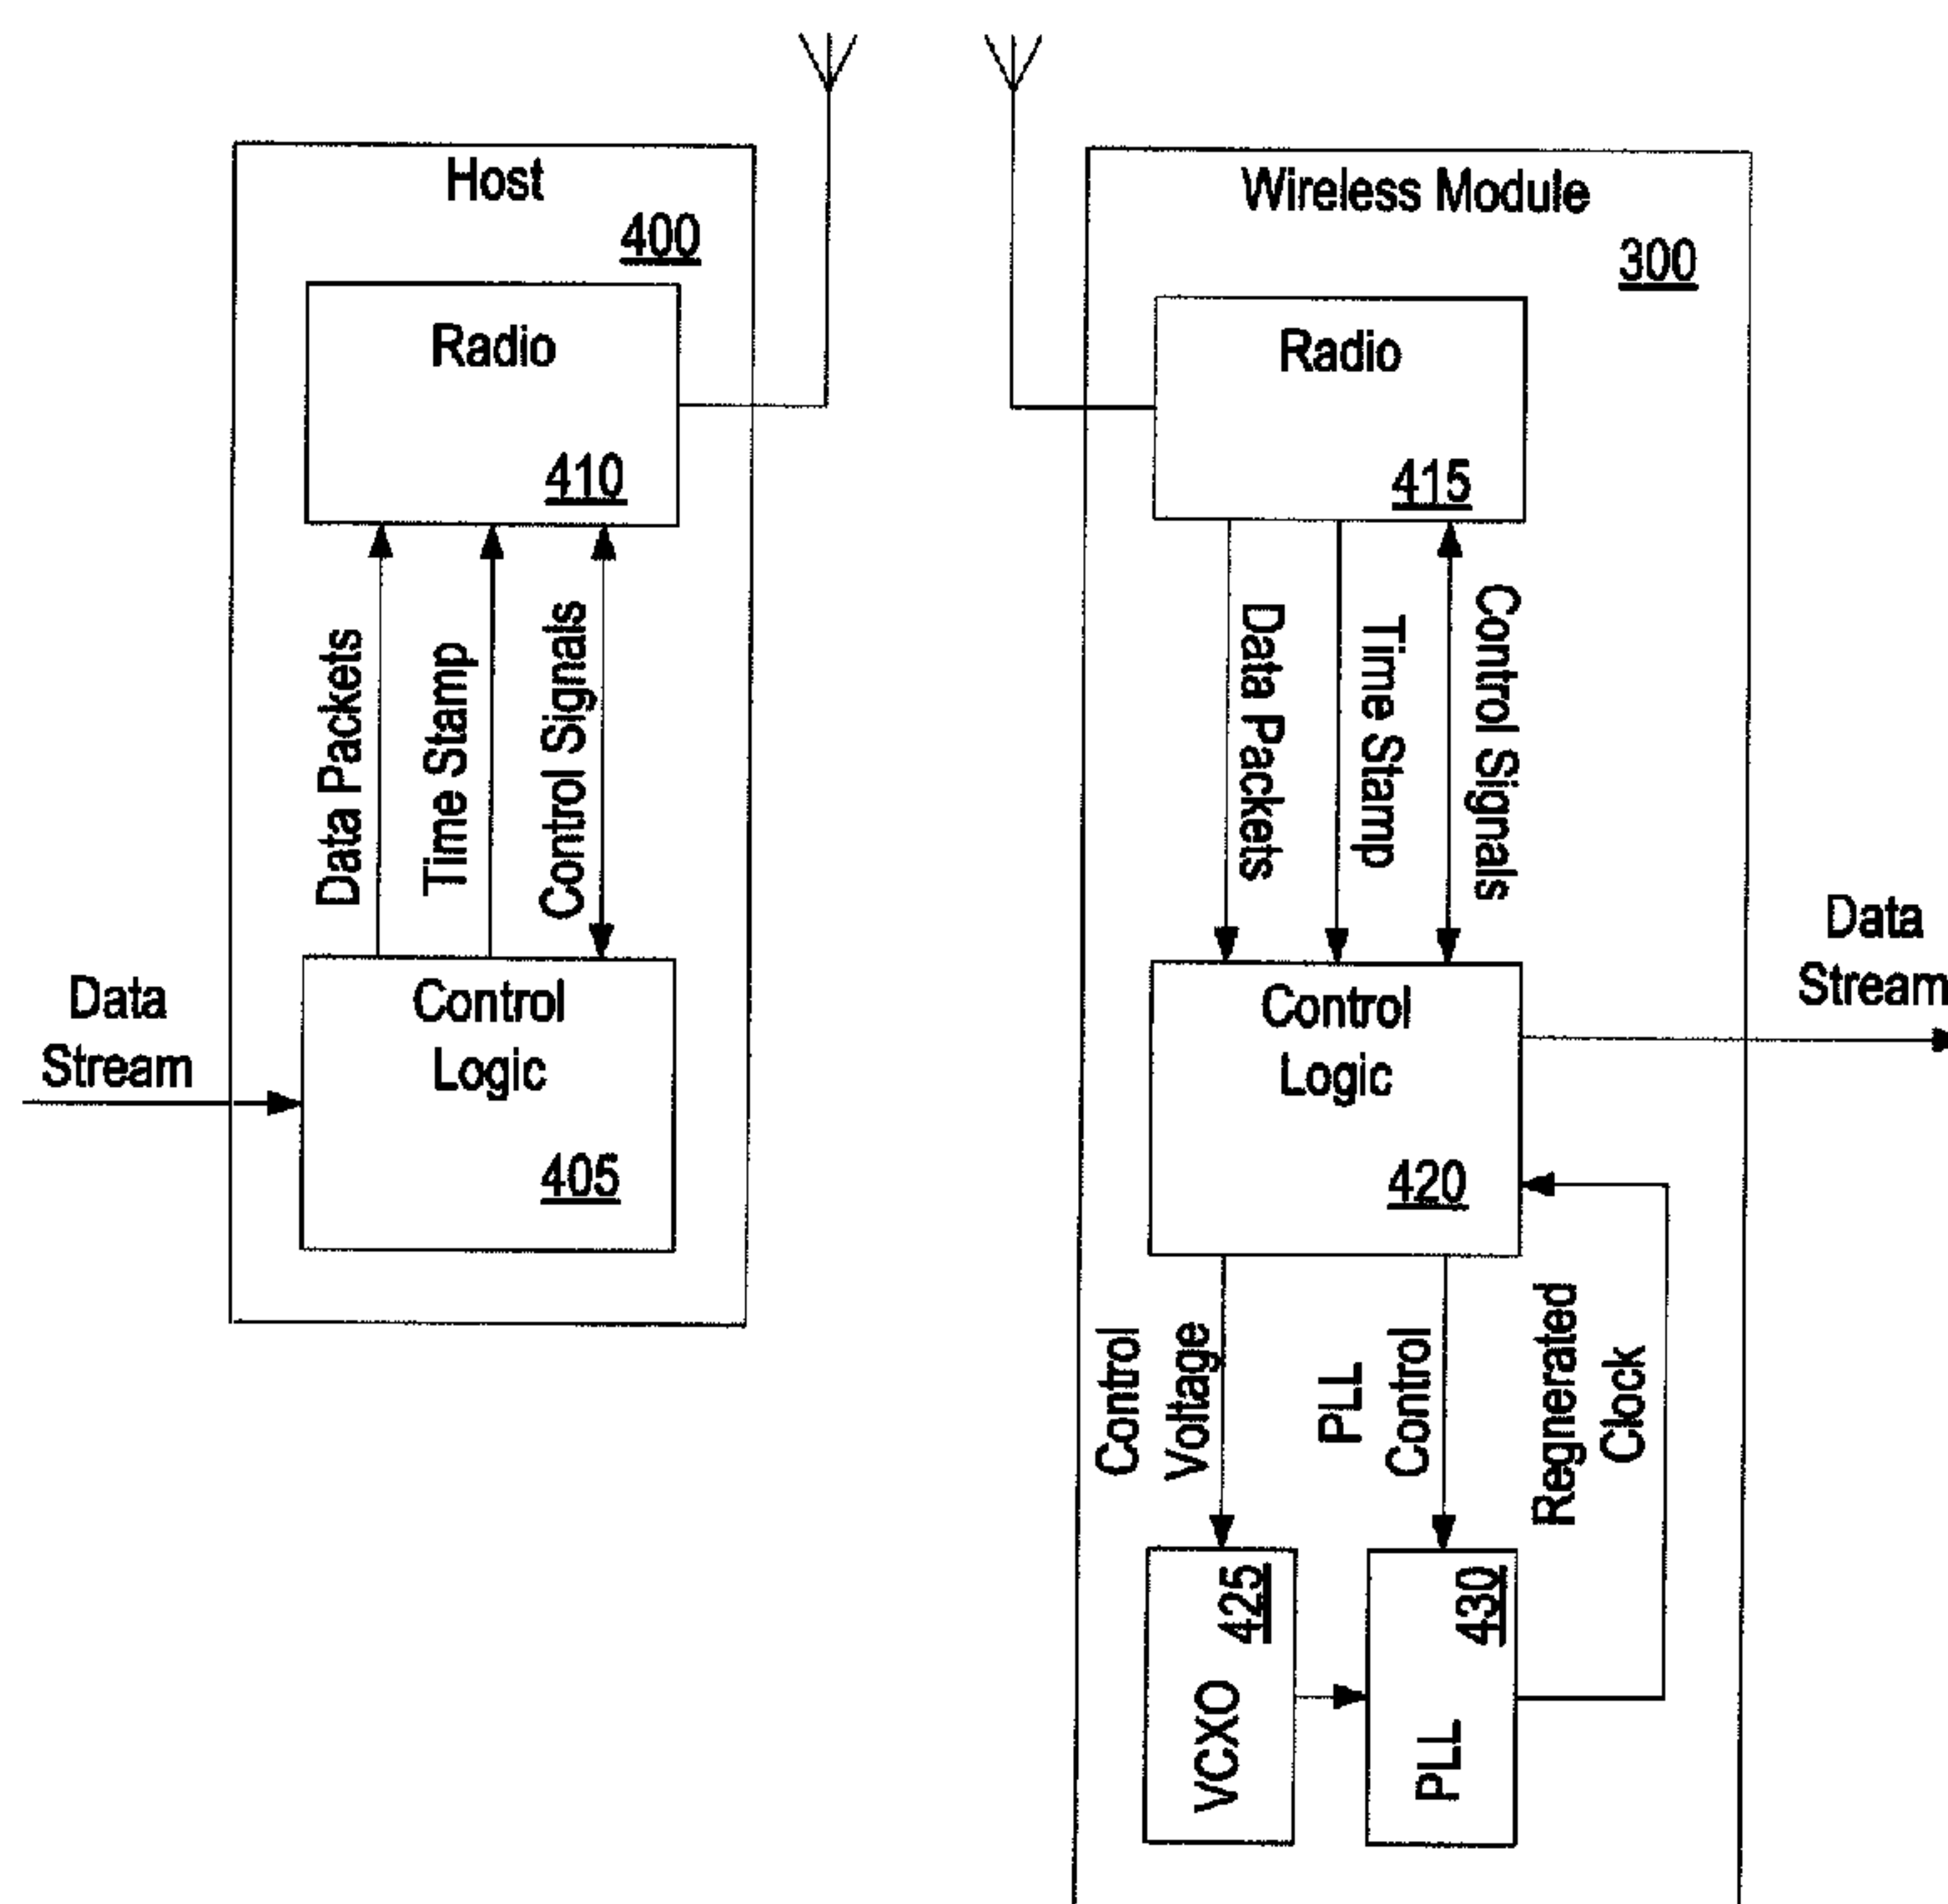 Host
400
Radio
410
Data Packets
Time Stamp
Control Signals
Data
Stream
Control
Logic
405
Wireless Module
300
Radio
415
Data Packets
Time Stamp
Control Signals
Control
Logic
420
Data
Stream
Control
Voltage
PLL
Control
Regnerated
Clock
VCXO
425
PLL
430